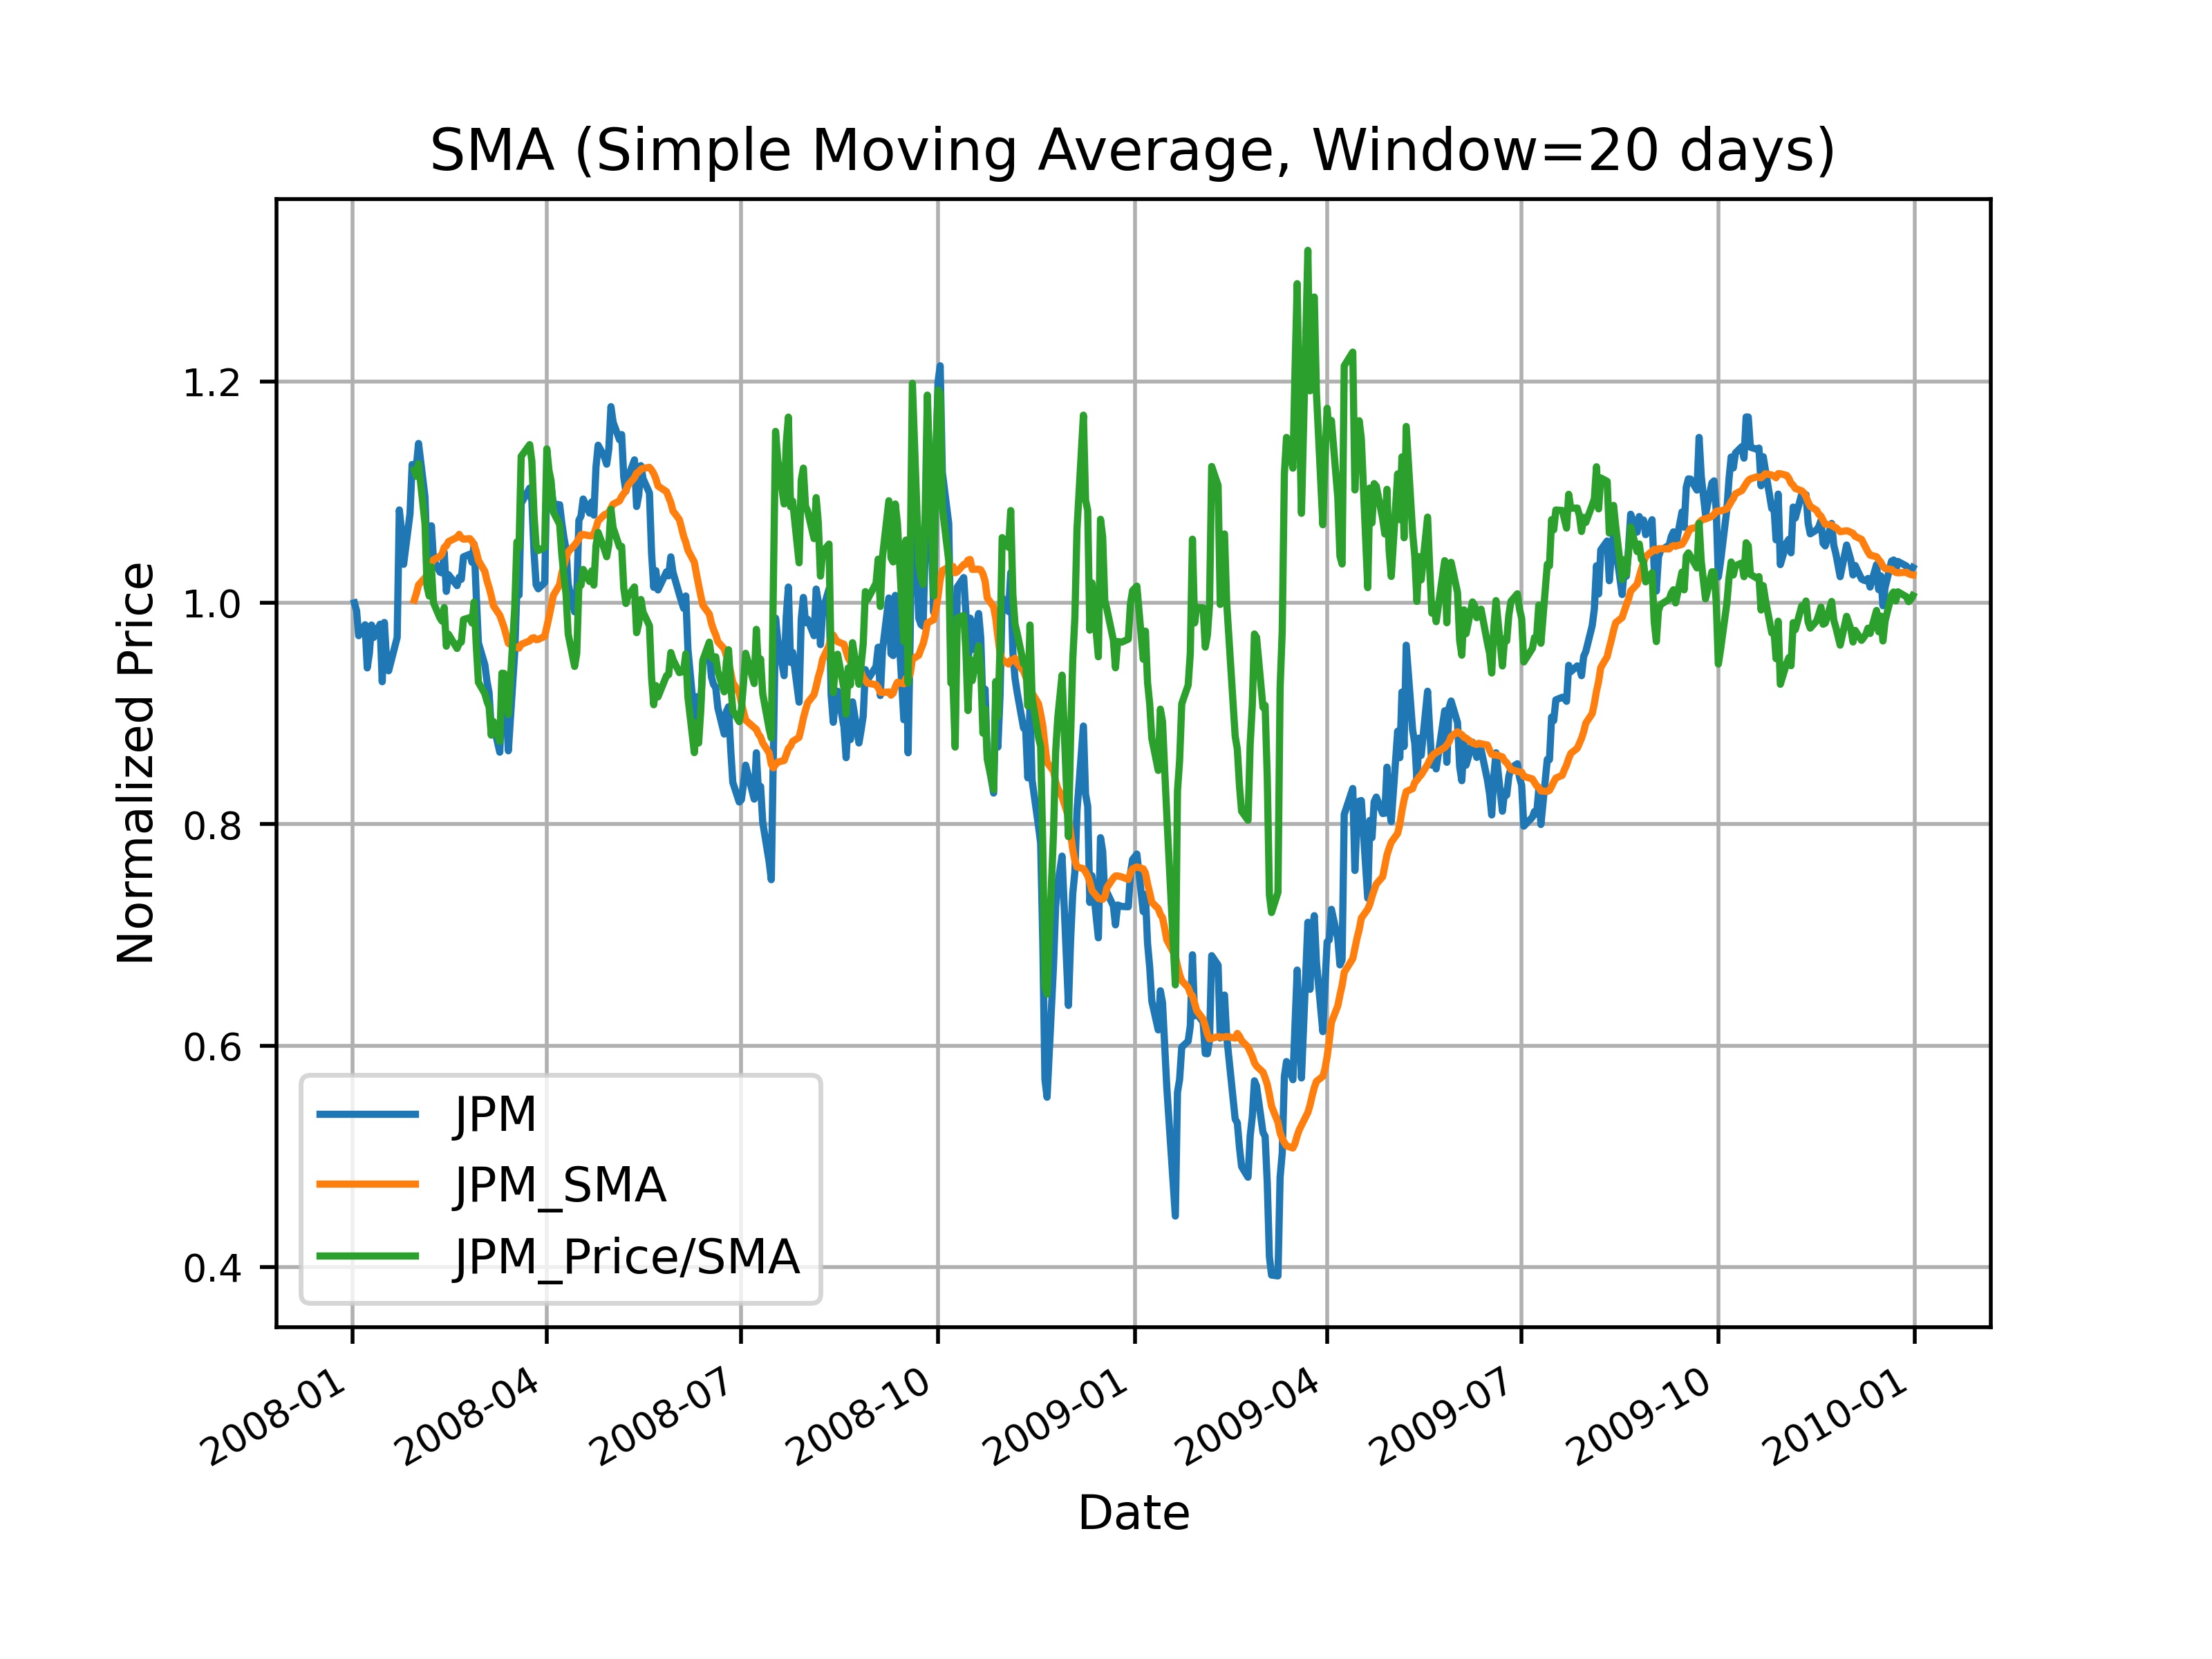 SMA (Simple Moving Average, Window=20 days)
Normalized Price
1.2
1.0
0.8
0.6
0.4
JPM
JPM_SMA
JPM_Price/SMA
2008-01
2008-04
2008-07
2008-10
2009-01
2009-04
2009-07
2009-10
2010-01
Date